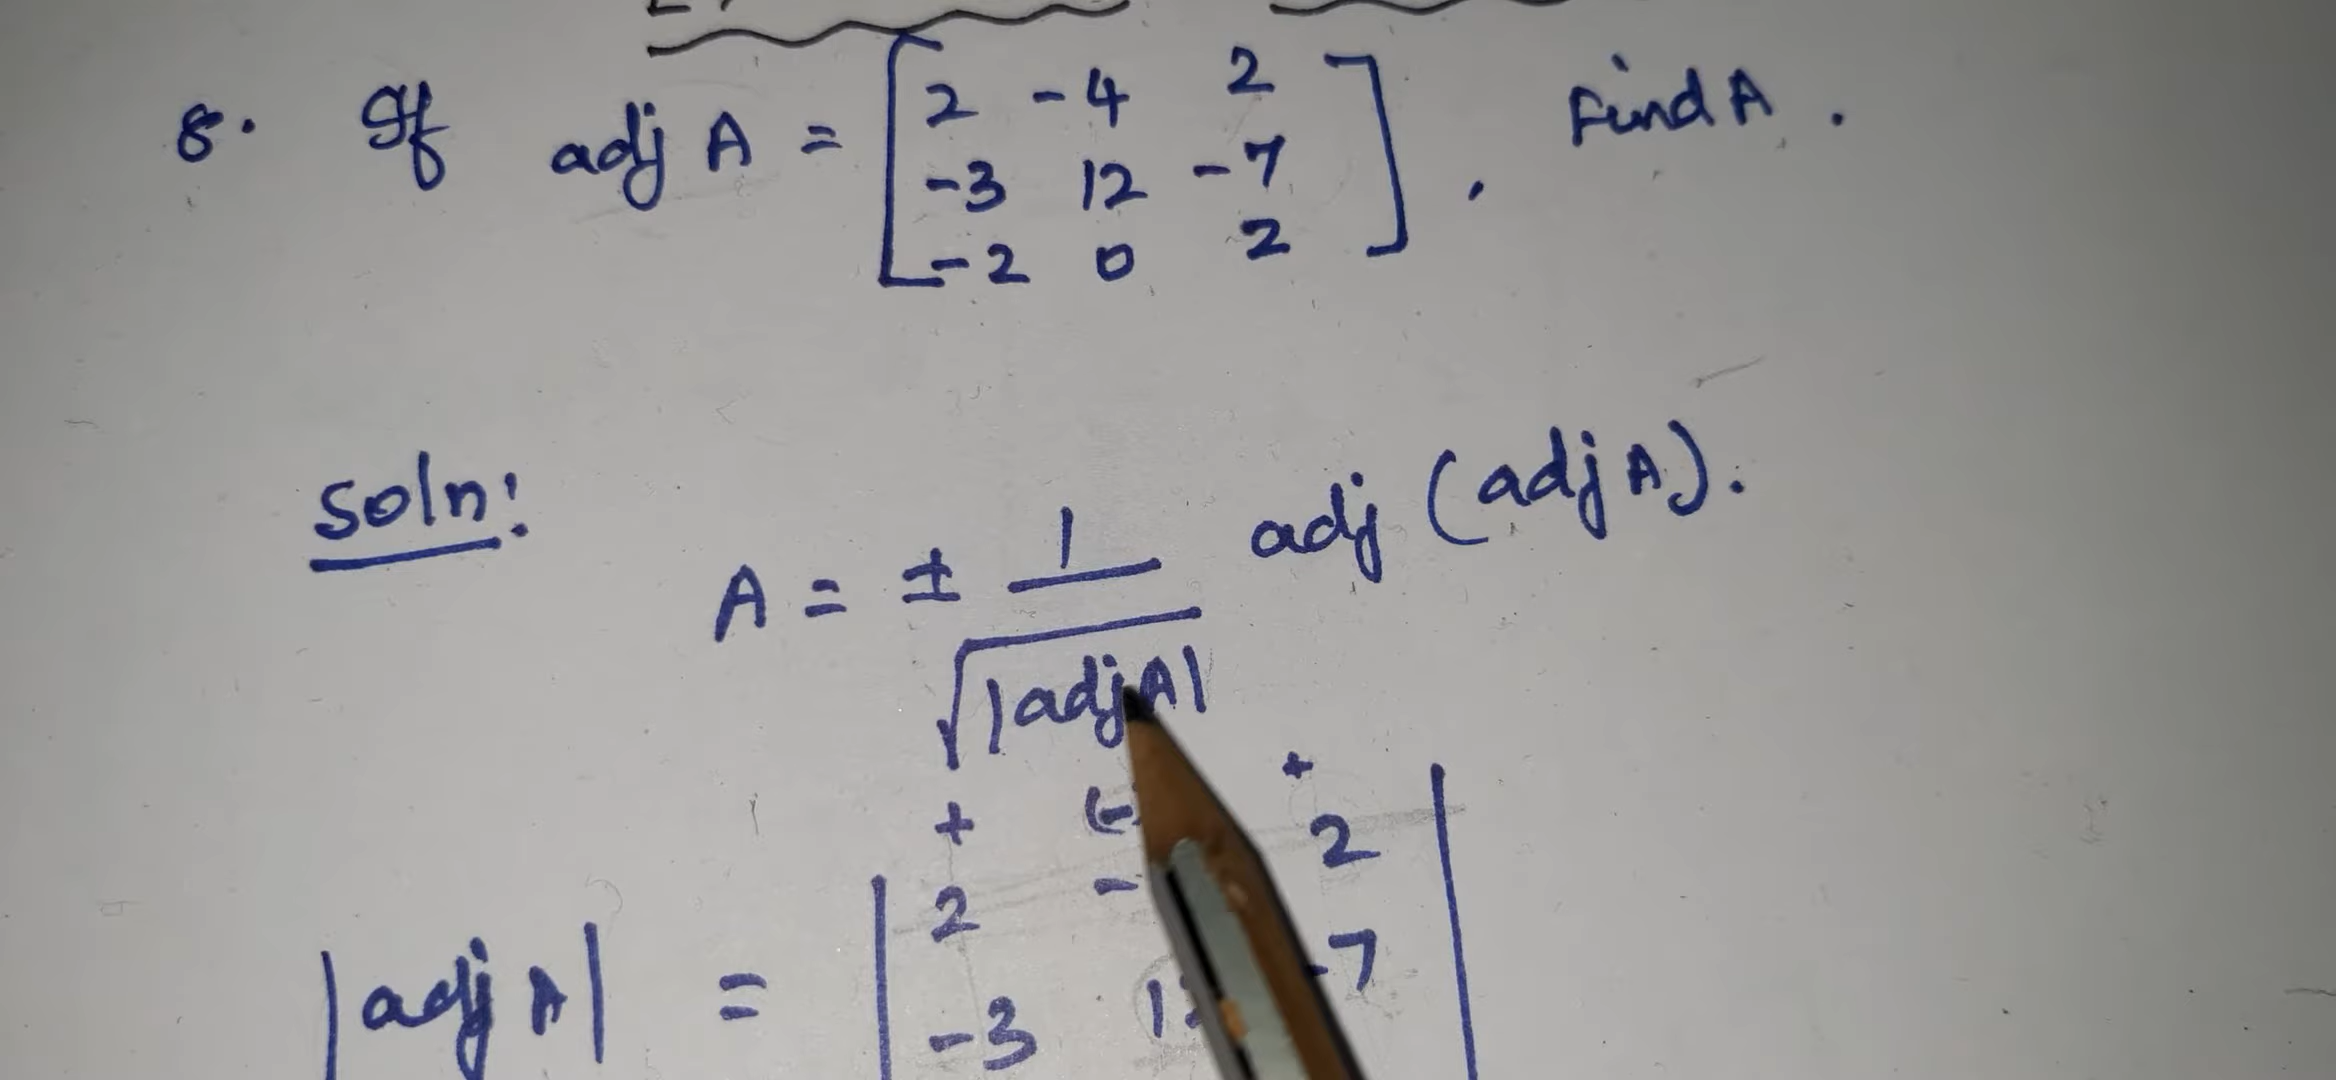 8. If adj A = [ 2 -4 2
-3 12 -7
-2 0 2 ] , Find A .
Soln:
A = ± 1 / √|adj A| adj (adj A).
+ (- +
2 - 2
|adj A| = | -3 1 -7 |